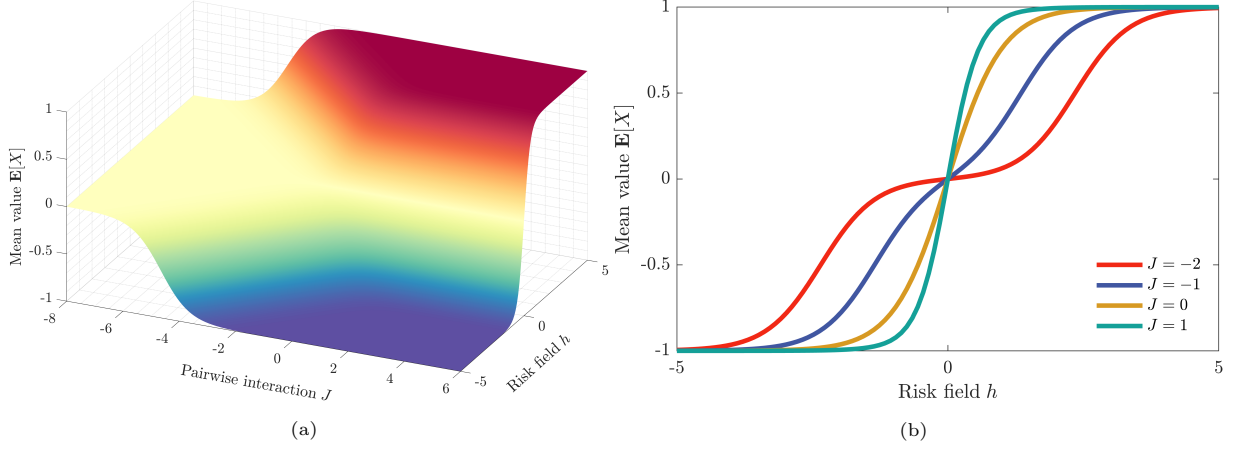 1
0.5
0
-0.5
-1
Mean value E[X]
-8
-6
-4
-2
0
2
4
6
Pairwise interaction J
-5
0
5
Risk field h
(a)
1
0.5
0
-0.5
-1
Mean value E[X]
J = −2
J = −1
J = 0
J = 1
-5
0
5
Risk field h
(b)